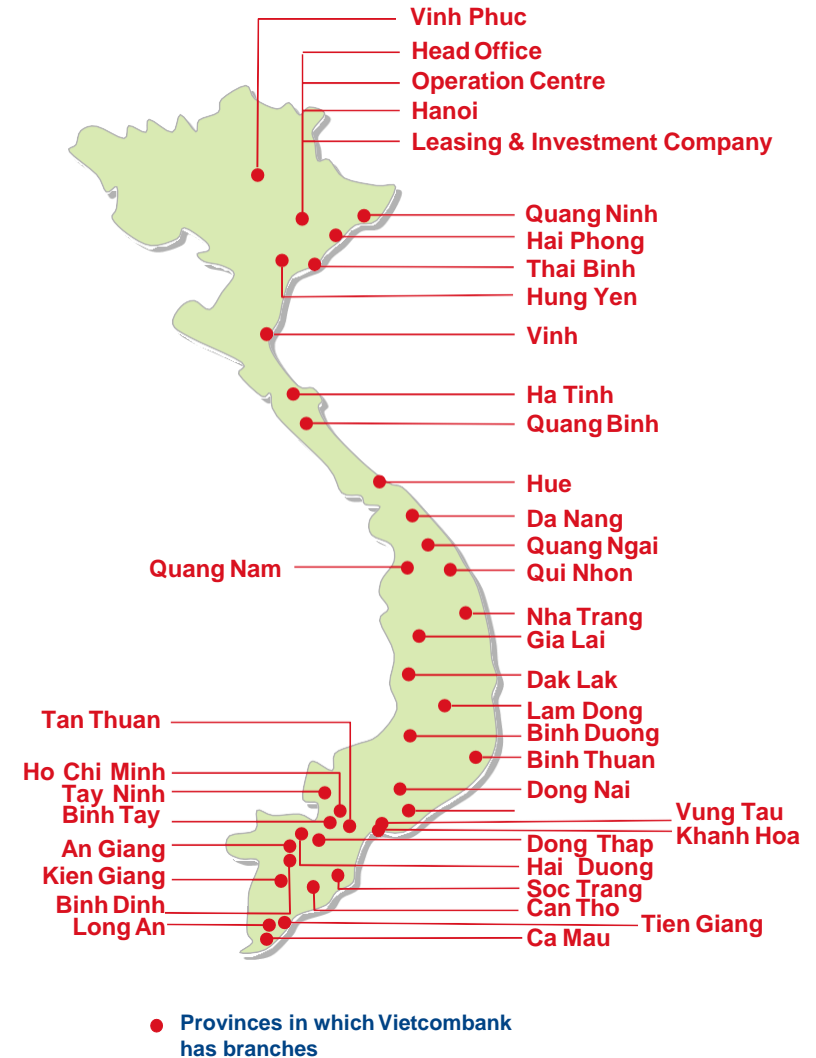 Vinh Phuc
Head Office
Operation Centre
Hanoi
Leasing & Investment Company
Quang Ninh
Hai Phong
Thai Binh
Hung Yen
Vinh
Ha Tinh
Quang Binh
Hue
Da Nang
Quang Ngai
Quang Nam
Qui Nhon
Nha Trang
Gia Lai
Dak Lak
Lam Dong
Tan Thuan
Binh Duong
Binh Thuan
Ho Chi Minh
Dong Nai
Tay Ninh
Vung Tau
Binh Tay
Khanh Hoa
Dong Thap
An Giang
Hai Duong
Kien Giang
Soc Trang
Can Tho
Binh Dinh
Tien Giang
Long An
Ca Mau
Provinces in which Vietcombank
has branches